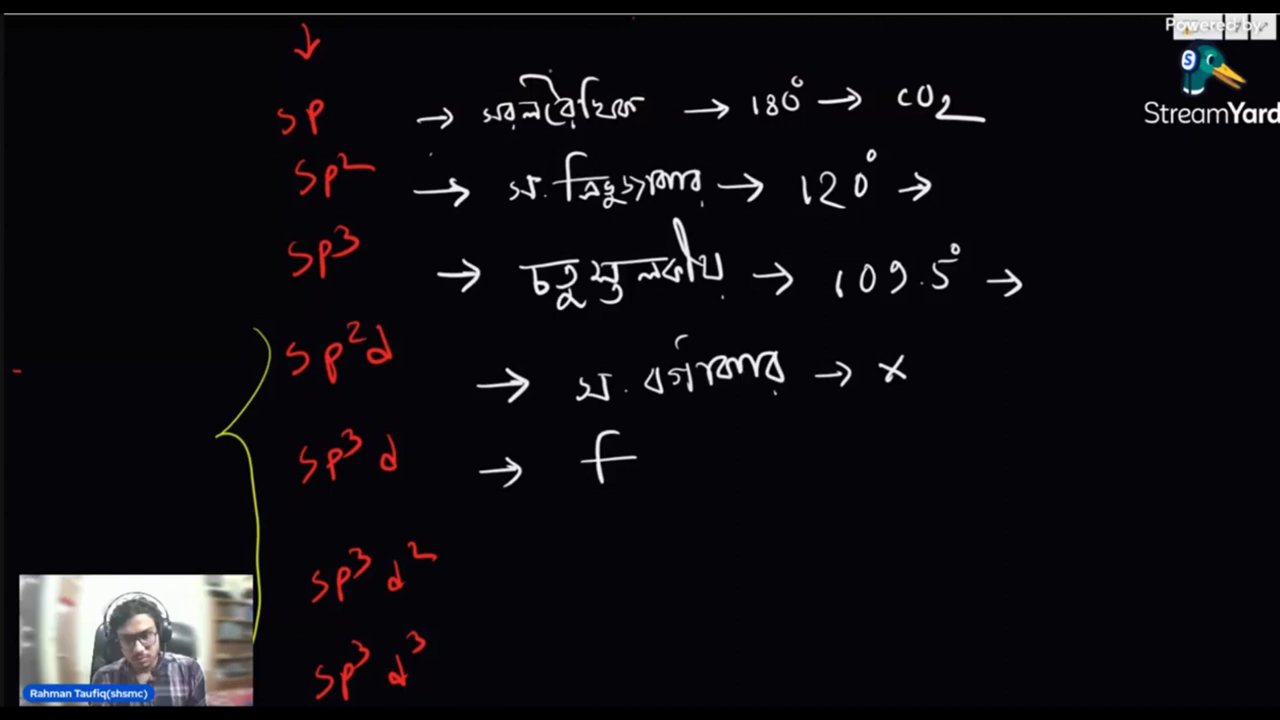 Powered by
StreamYard
↓
sp → সরলরৈখিক → 180° → CO2
sp2 → স. ত্রিভুজাকার → 120° →
sp3 → চতুস্তলকীয় → 109.5° →
sp2d → স. বর্গাকার → ×
sp3d → ি
sp3d2
sp3d3
Rahman Taufiq(shsmc)